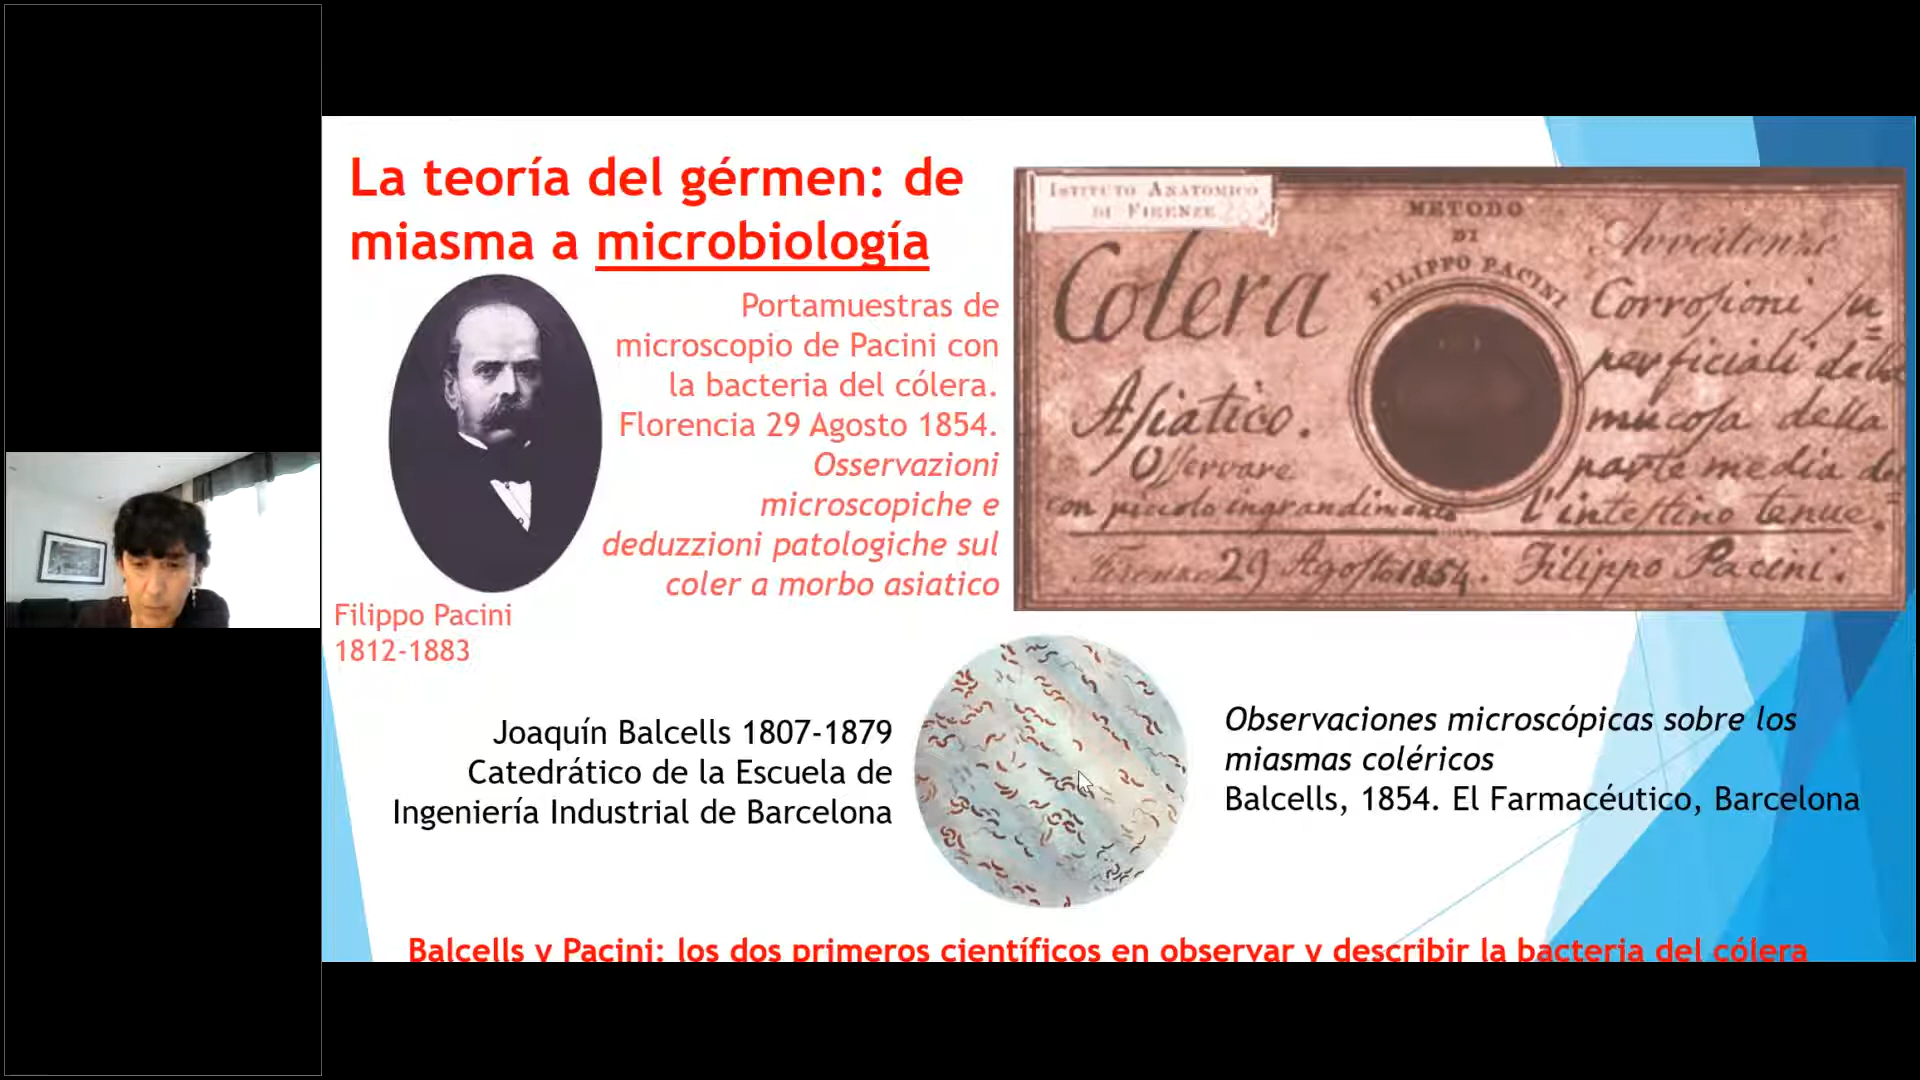 La teoría del gérmen: de
miasma a microbiología
Portamuestras de
microscopio de Pacini con
la bacteria del cólera.
Florencia 29 Agosto 1854.
Osservazioni
microscopiche e
deduzzioni patologiche sul
coler a morbo asiatico
Filippo Pacini
1812-1883
ISTITUTO ANATOMICO
DI FIRENZE
Colera
Asiatico.
Osservare
con piccolo ingrandimento
METODO
DI
FILIPPO PACINI
Avvertenze
Corrosioni su=
perficiali della
mucosa della
parte media del=
l'intestino tenue.
Firenze 29 Agosto 1854. Filippo Pacini.
Joaquín Balcells 1807-1879
Catedrático de la Escuela de
Ingeniería Industrial de Barcelona
Observaciones microscópicas sobre los
miasmas coléricos
Balcells, 1854. El Farmacéutico, Barcelona
Balcells y Pacini: los dos primeros científicos en observar y describir la bacteria del cólera